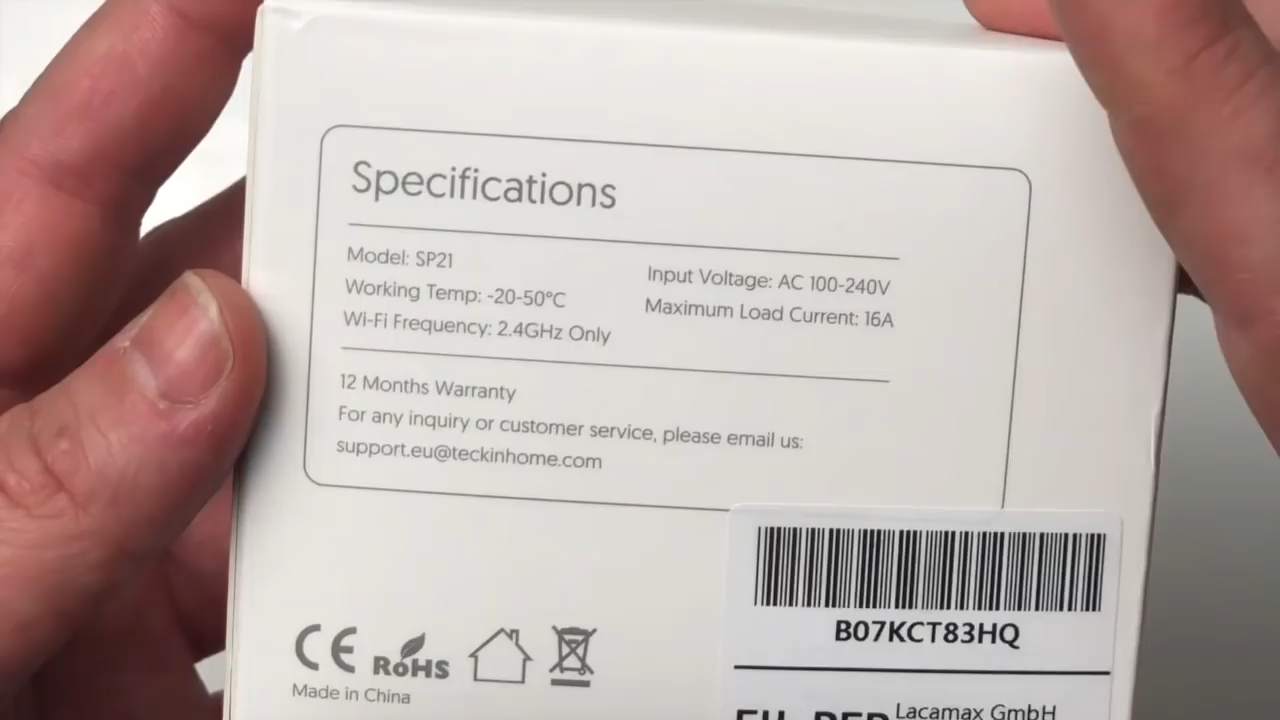 Specifications
Model: SP21
Working Temp: -20-50°C
Wi-Fi Frequency: 2.4GHz Only
Input Voltage: AC 100-240V
Maximum Load Current: 16A
12 Months Warranty
For any inquiry or customer service, please email us:
support.eu@teckinhome.com
CE RoHS
Made in China
B07KCT83HQ
EU REP Lacamax GmbH